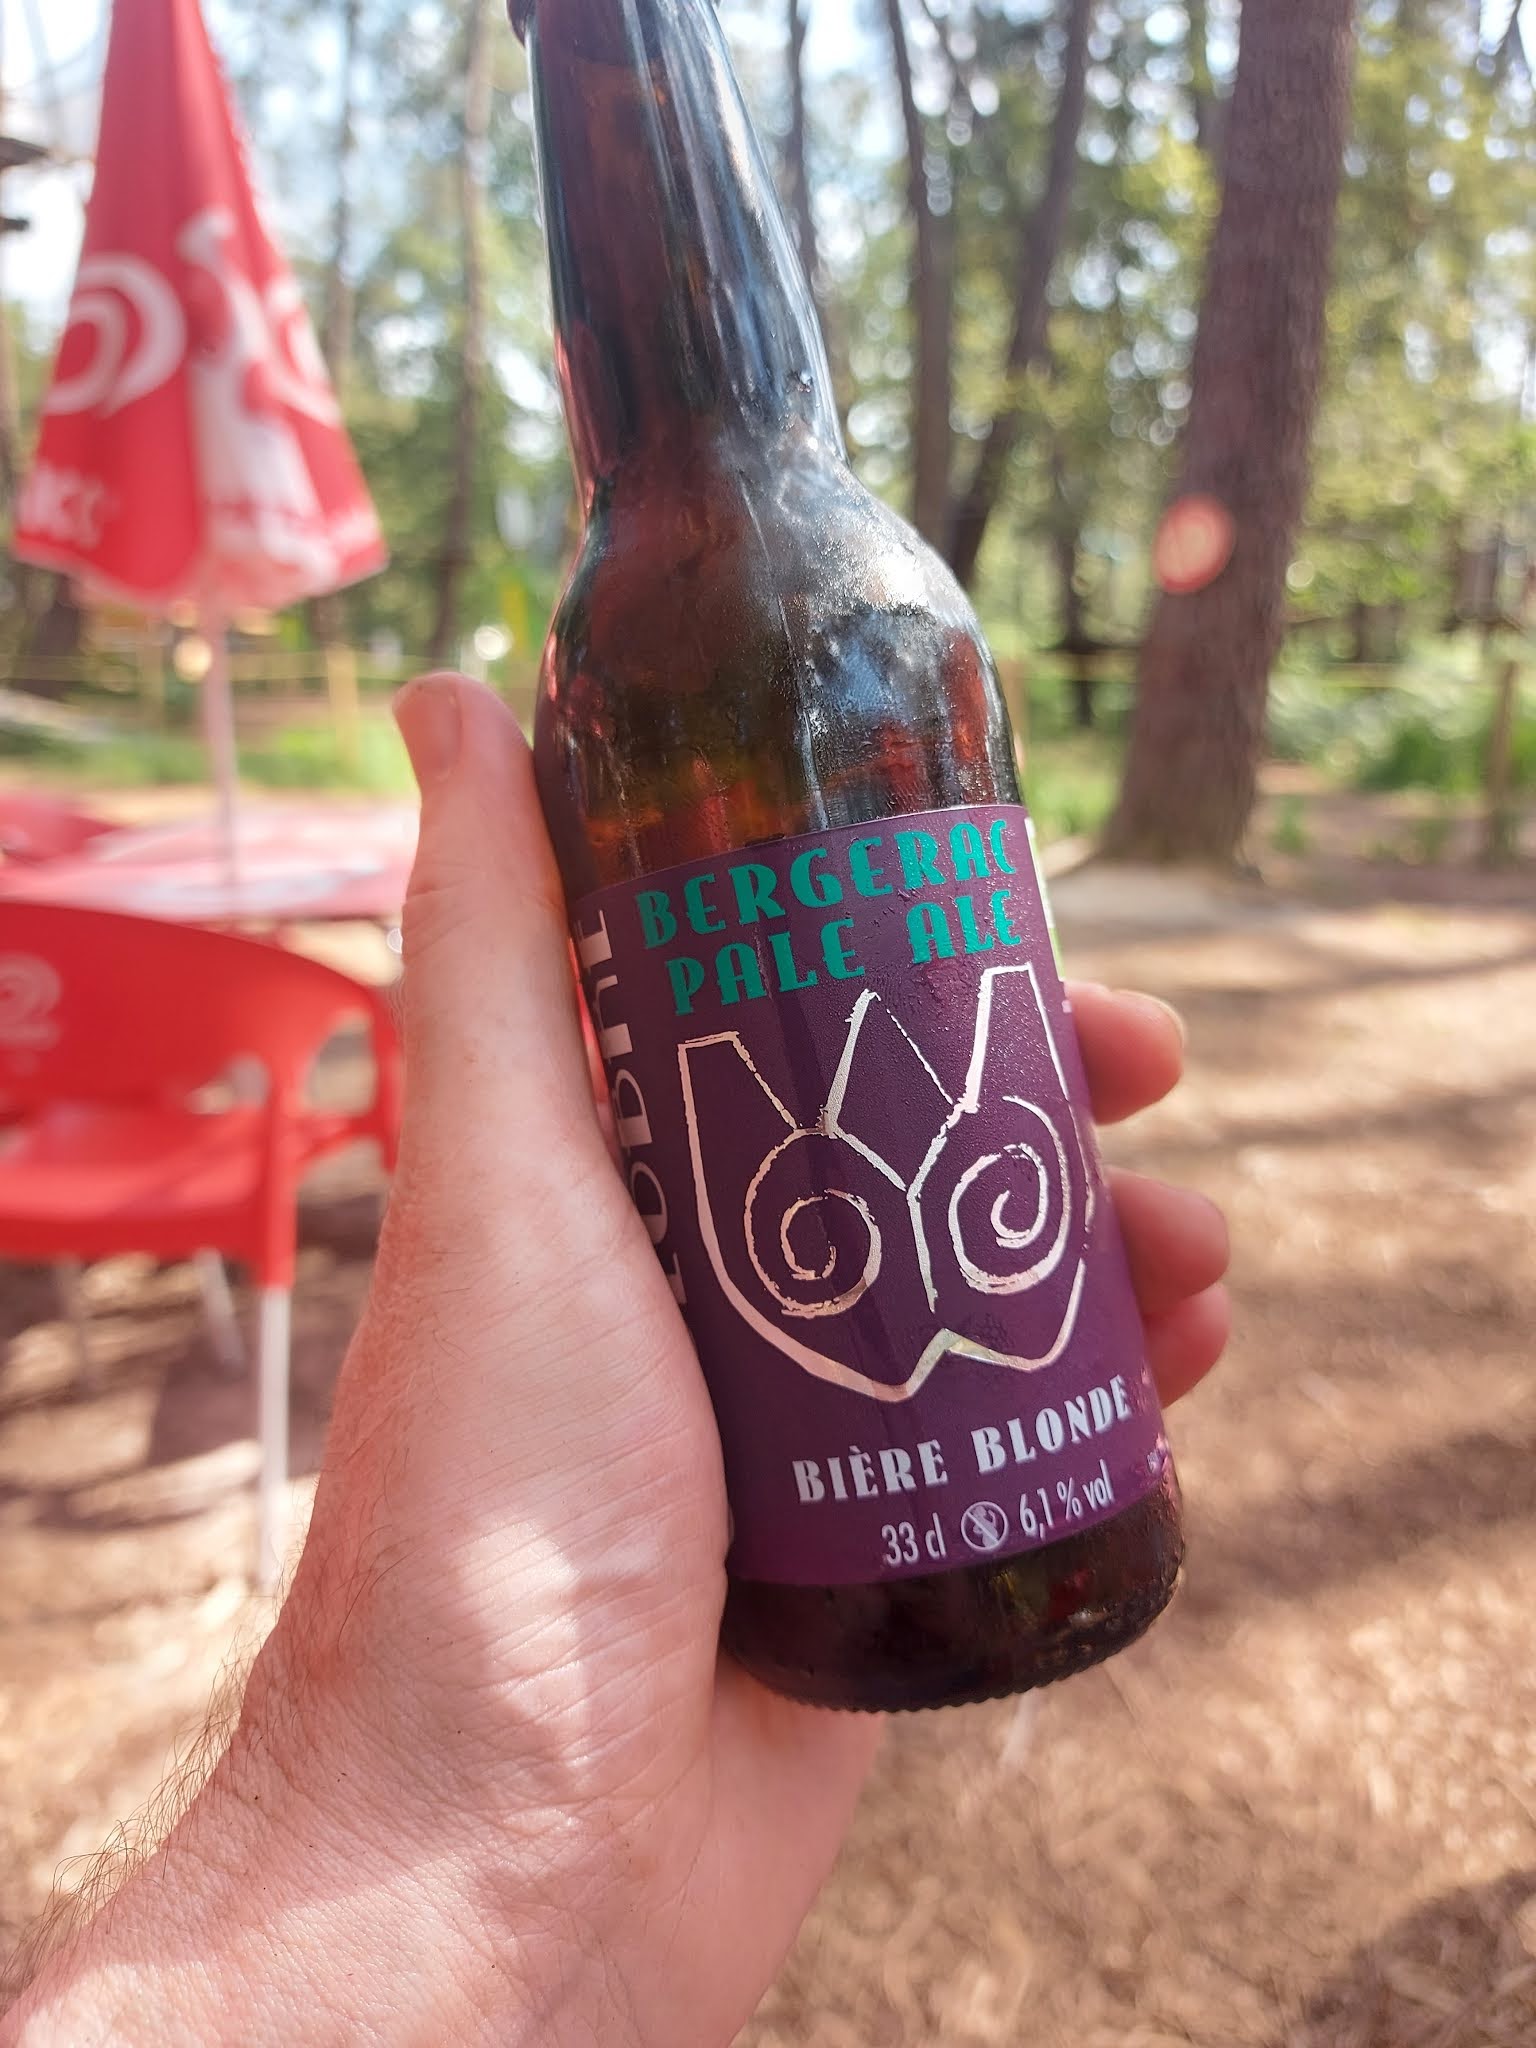 BERGERAC
PALE ALE
BIÈRE BLONDE
33 cl 6,1 % vol